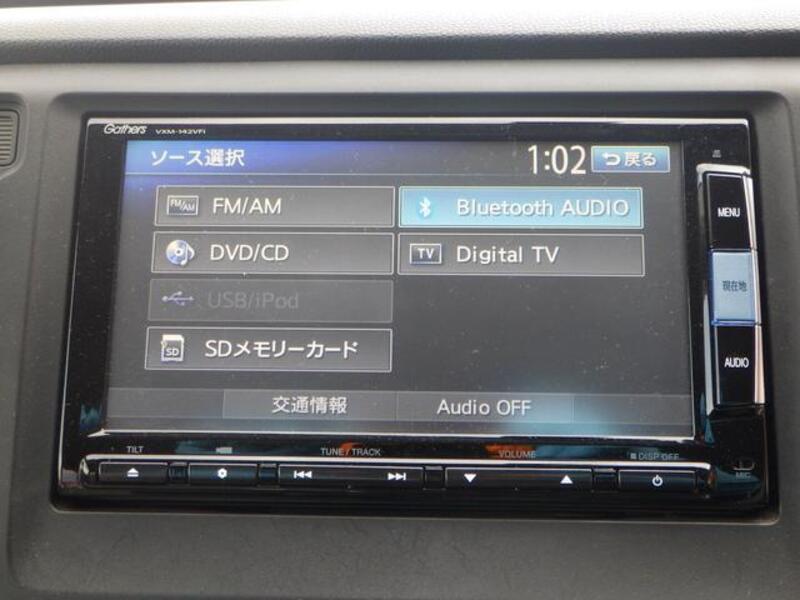 Gathers VXM-142VFi
ソース選択 1:02 戻る
FM/AM FM/AM Bluetooth AUDIO
DVD/CD TV Digital TV
USB/iPod
SD SDメモリーカード
交通情報 Audio OFF
MENU
現在地
AUDIO
TILT TUNE / TRACK VOLUME DISP OFF
MIC